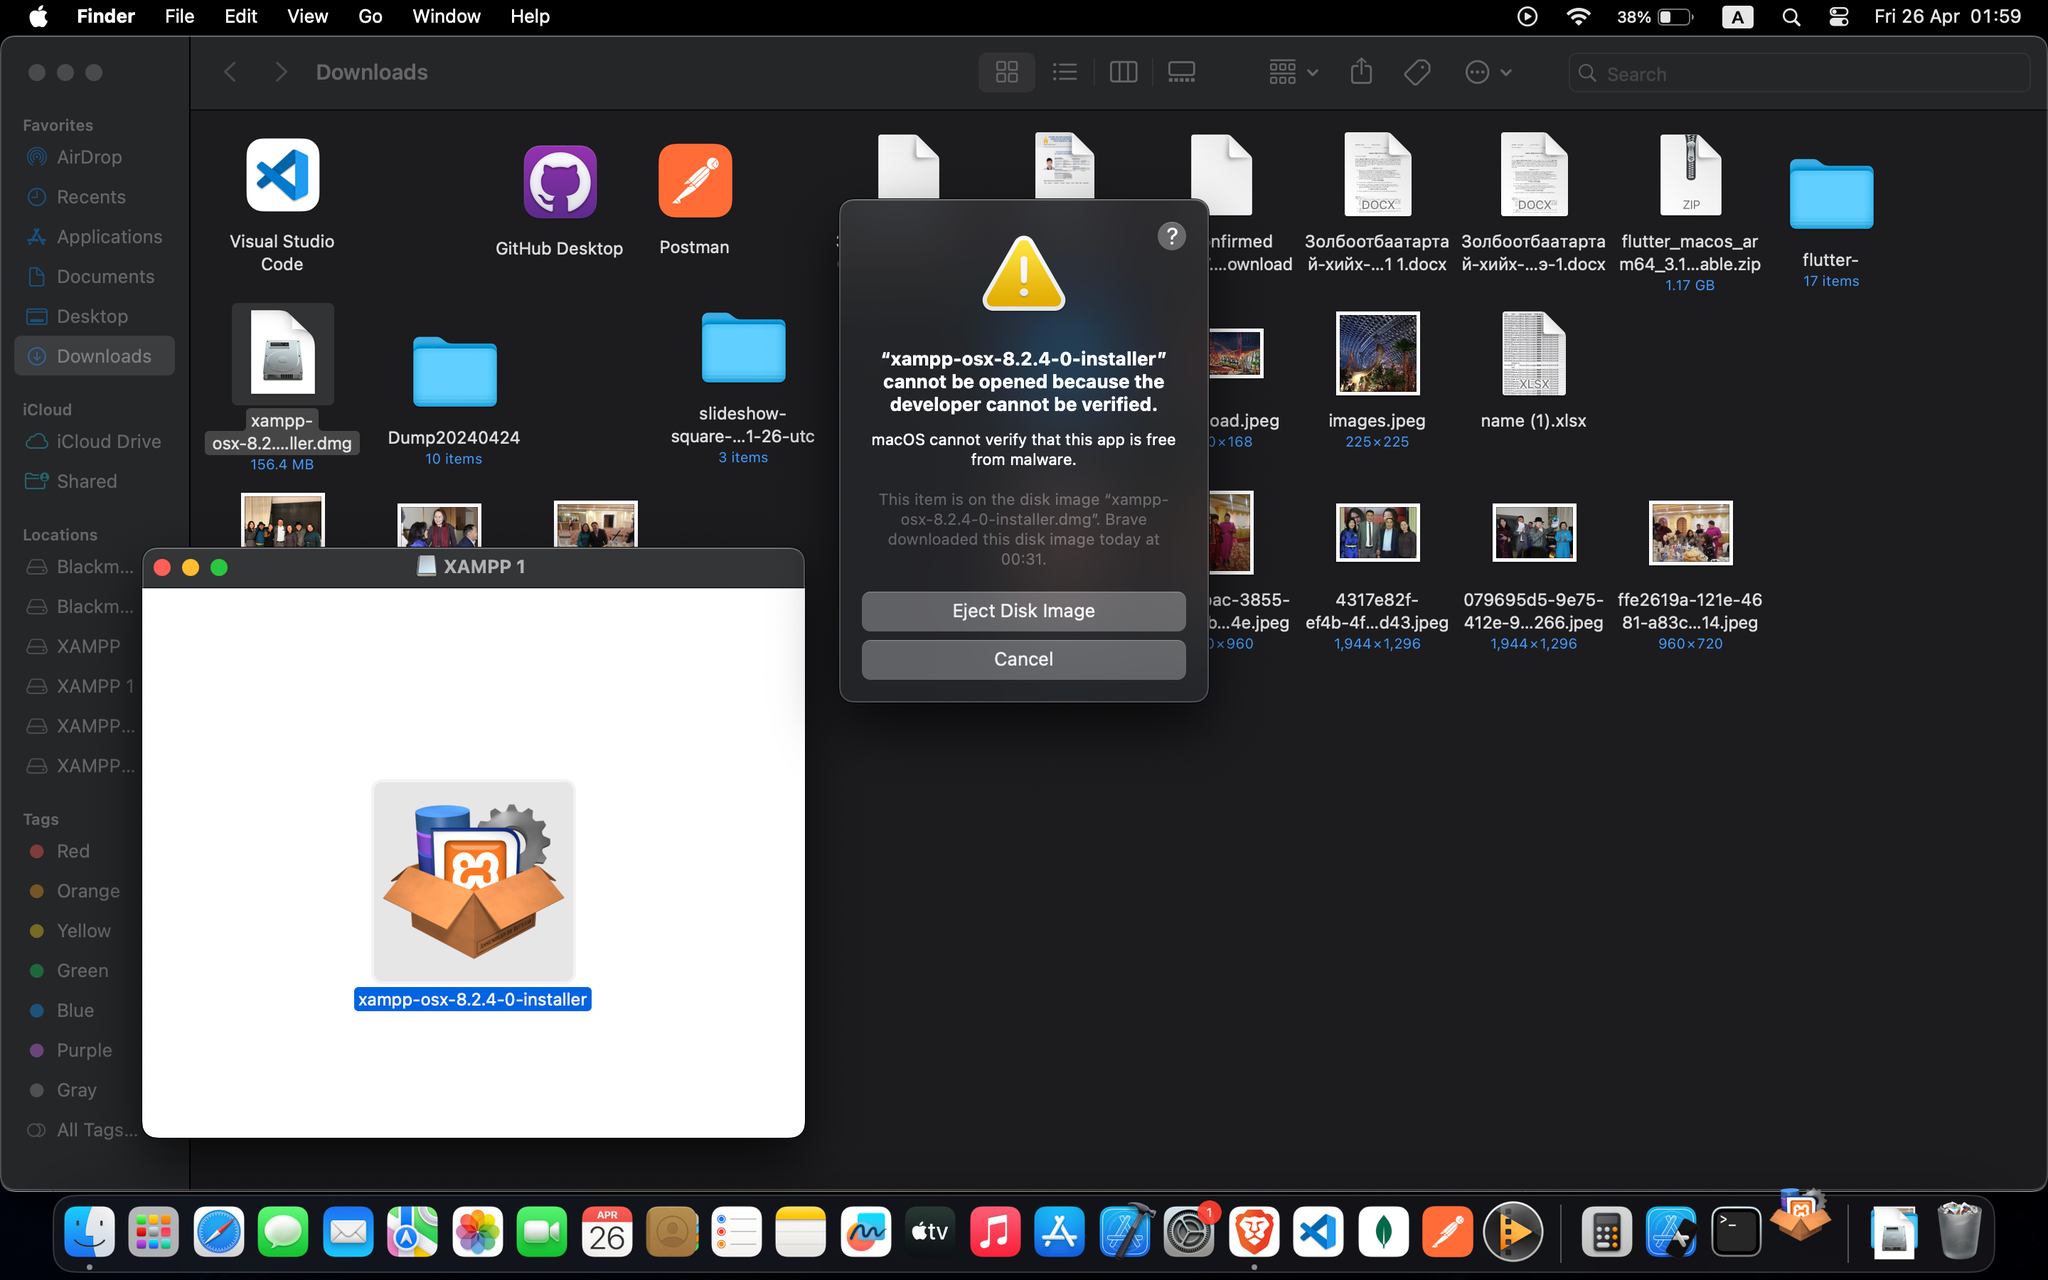 Finder File Edit View Go Window Help
38% A Fri 26 Apr 01:59
Downloads
Search
Favorites
AirDrop
Recents
Applications
Documents
Desktop
Downloads
iCloud
iCloud Drive
Shared
Locations
Blackm...
Blackm...
XAMPP
XAMPP 1
XAMPP...
XAMPP...
Tags
Red
Orange
Yellow
Green
Blue
Purple
Gray
All Tags...
Visual Studio
Code
GitHub Desktop
Postman
nfirmed
....ownload
DOCX
Золбоотбаатарта
й-хийх-...1 1.docx
DOCX
Золбоотбаатарта
й-хийх-...э-1.docx
ZIP
flutter_macos_ar
m64_3.1...able.zip
1.17 GB
flutter-
17 items
xampp-
osx-8.2....ller.dmg
156.4 MB
Dump20240424
10 items
slideshow-
square-...1-26-utc
3 items
oad.jpeg
0×168
images.jpeg
225×225
XLSX
name (1).xlsx
ac-3855-
b...4e.jpeg
0×960
4317e82f-
ef4b-4f...d43.jpeg
1,944×1,296
079695d5-9e75-
412e-9...266.jpeg
1,944×1,296
ffe2619a-121e-46
81-a83c...14.jpeg
960×720
?
“xampp-osx-8.2.4-0-installer”
cannot be opened because the
developer cannot be verified.
macOS cannot verify that this app is free
from malware.
This item is on the disk image “xampp-
osx-8.2.4-0-installer.dmg”. Brave
downloaded this disk image today at
00:31.
Eject Disk Image
Cancel
XAMPP 1
xampp-osx-8.2.4-0-installer
APR
26
tv
1